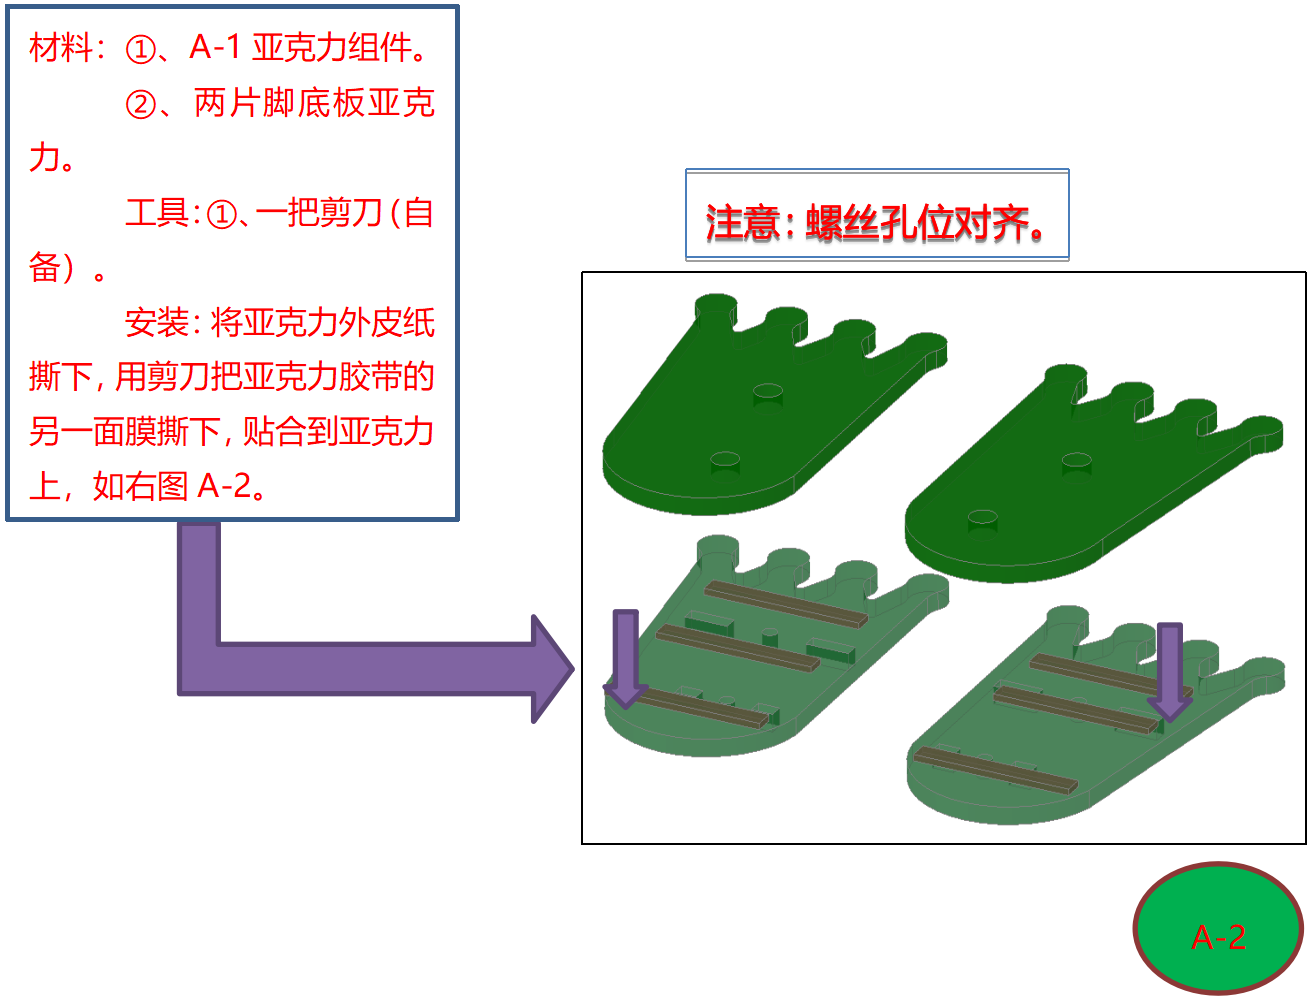 材料：①、A-1 亚克力组件。
②、两片脚底板亚克
力。
工具：①、一把剪刀（自
备）。
安装：将亚克力外皮纸
撕下，用剪刀把亚克力胶带的
另一面膜撕下，贴合到亚克力
上，如右图 A-2。
注意：螺丝孔位对齐。
A-2